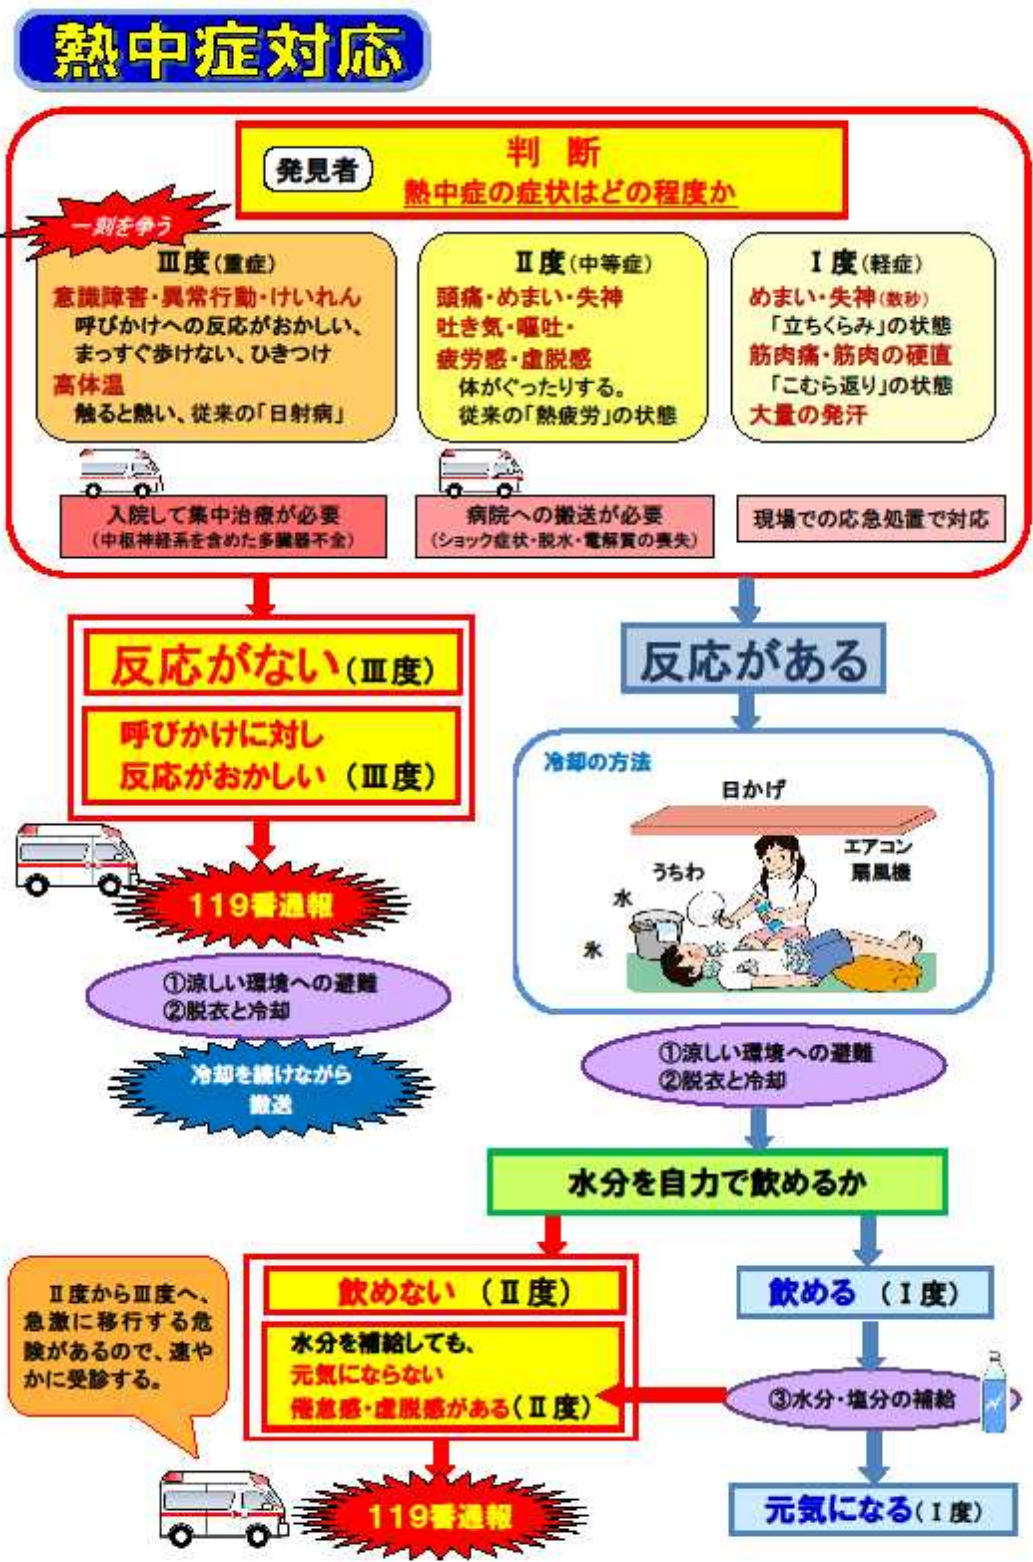 熱中症対応
発見者
判 断
熱中症の症状はどの程度か
一刻を争う
Ⅲ度(重症)
意識障害・異常行動・けいれん
呼びかけへの反応がおかしい、
まっすぐ歩けない、ひきつけ
高体温
触ると熱い、従来の「日射病」
Ⅱ度(中等症)
頭痛・めまい・失神
吐き気・嘔吐・
疲労感・虚脱感
体がぐったりする。
従来の「熱疲労」の状態
Ⅰ度(軽症)
めまい・失神(数秒)
「立ちくらみ」の状態
筋肉痛・筋肉の硬直
「こむら返り」の状態
大量の発汗
入院して集中治療が必要
(中枢神経系を含めた多臓器不全)
病院への搬送が必要
(ショック症状・脱水・電解質の喪失)
現場での応急処置で対応
反応がない(Ⅲ度)
呼びかけに対し
反応がおかしい (Ⅲ度)
119番通報
①涼しい環境への避難
②脱衣と冷却
冷却を続けながら
搬送
反応がある
冷却の方法
日かげ
エアコン
扇風機
うちわ
水
氷
①涼しい環境への避難
②脱衣と冷却
水分を自力で飲めるか
飲めない (Ⅱ度)
水分を補給しても、
元気にならない
倦怠感・虚脱感がある(Ⅱ度)
Ⅱ度からⅢ度へ、
急激に移行する危
険があるので、速や
かに受診する。
119番通報
飲める (Ⅰ度)
③水分・塩分の補給
元気になる(Ⅰ度)